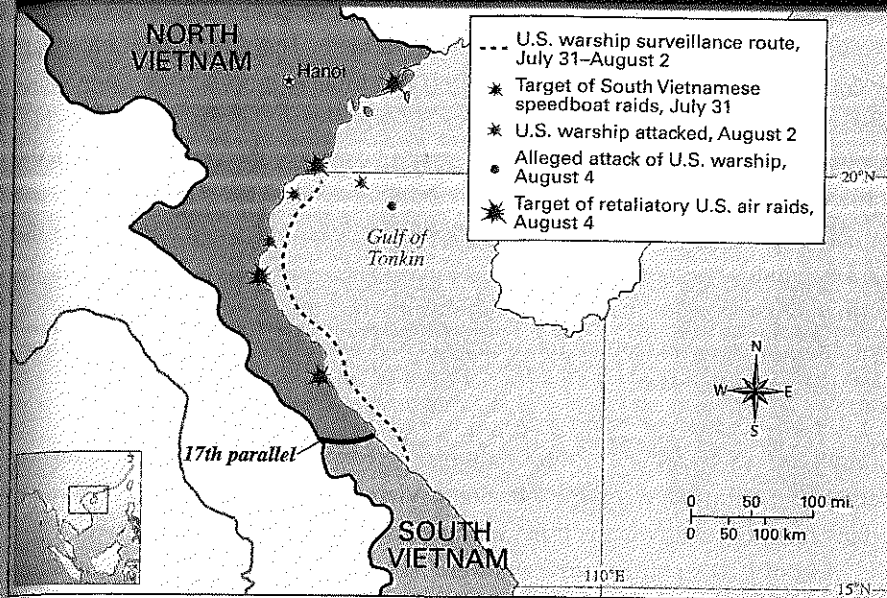 NORTH
VIETNAM
Hanoi
U.S. warship surveillance route,
July 31–August 2
Target of South Vietnamese
speedboat raids, July 31
U.S. warship attacked, August 2
Alleged attack of U.S. warship,
August 4
Target of retaliatory U.S. air raids,
August 4
20°N
Gulf of
Tonkin
N
W
E
S
17th parallel
0 50 100 mi.
0 50 100 km
SOUTH
VIETNAM
110°E
15°N